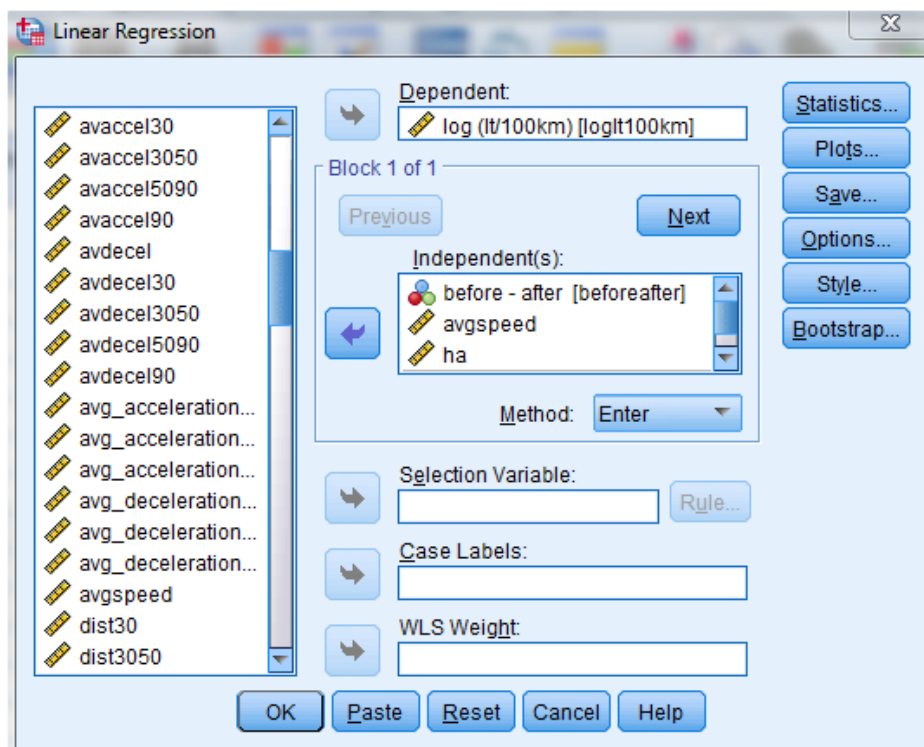 Linear Regression
avaccel30
avaccel3050
avaccel5090
avaccel90
avdecel
avdecel30
avdecel3050
avdecel5090
avdecel90
avg_acceleration...
avg_acceleration...
avg_acceleration...
avg_deceleration...
avg_deceleration...
avg_deceleration...
avgspeed
dist30
dist3050
Dependent:
log (lt/100km) [loglt100km]
Block 1 of 1
Previous
Next
Independent(s):
before - after [beforeafter]
avgspeed
ha
Method: Enter
Selection Variable:
Rule...
Case Labels:
WLS Weight:
Statistics...
Plots...
Save...
Options...
Style...
Bootstrap...
OK Paste Reset Cancel Help